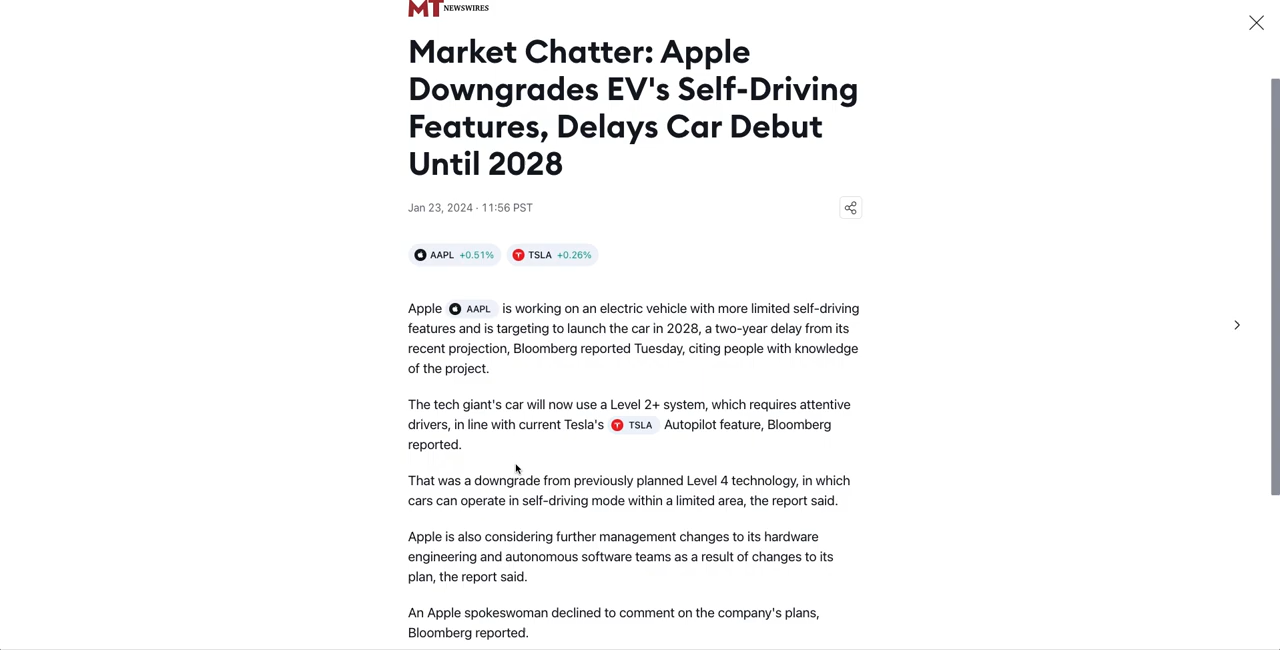 MT NEWSWIRES
Market Chatter: Apple
Downgrades EV's Self-Driving
Features, Delays Car Debut
Until 2028
Jan 23, 2024 · 11:56 PST
AAPL +0.51% TSLA +0.26%
Apple AAPL is working on an electric vehicle with more limited self-driving
features and is targeting to launch the car in 2028, a two-year delay from its
recent projection, Bloomberg reported Tuesday, citing people with knowledge
of the project.
The tech giant's car will now use a Level 2+ system, which requires attentive
drivers, in line with current Tesla's TSLA Autopilot feature, Bloomberg
reported.
That was a downgrade from previously planned Level 4 technology, in which
cars can operate in self-driving mode within a limited area, the report said.
Apple is also considering further management changes to its hardware
engineering and autonomous software teams as a result of changes to its
plan, the report said.
An Apple spokeswoman declined to comment on the company's plans,
Bloomberg reported.